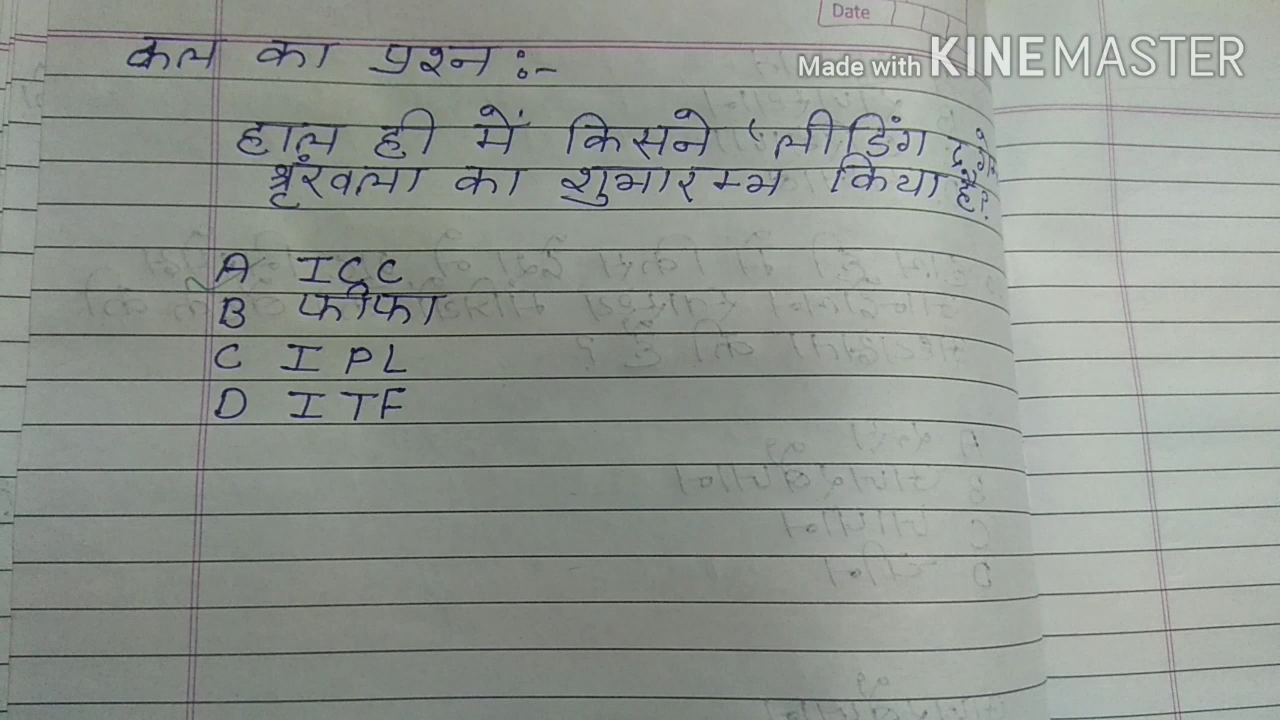 Date
Made with KINEMASTER
कल का प्रश्न :-
हाल ही में किसने 'लीडिंग
श्रृंखला का शुभारम्भ किया है
A ICC
B फीफा
C IPL
D ITF